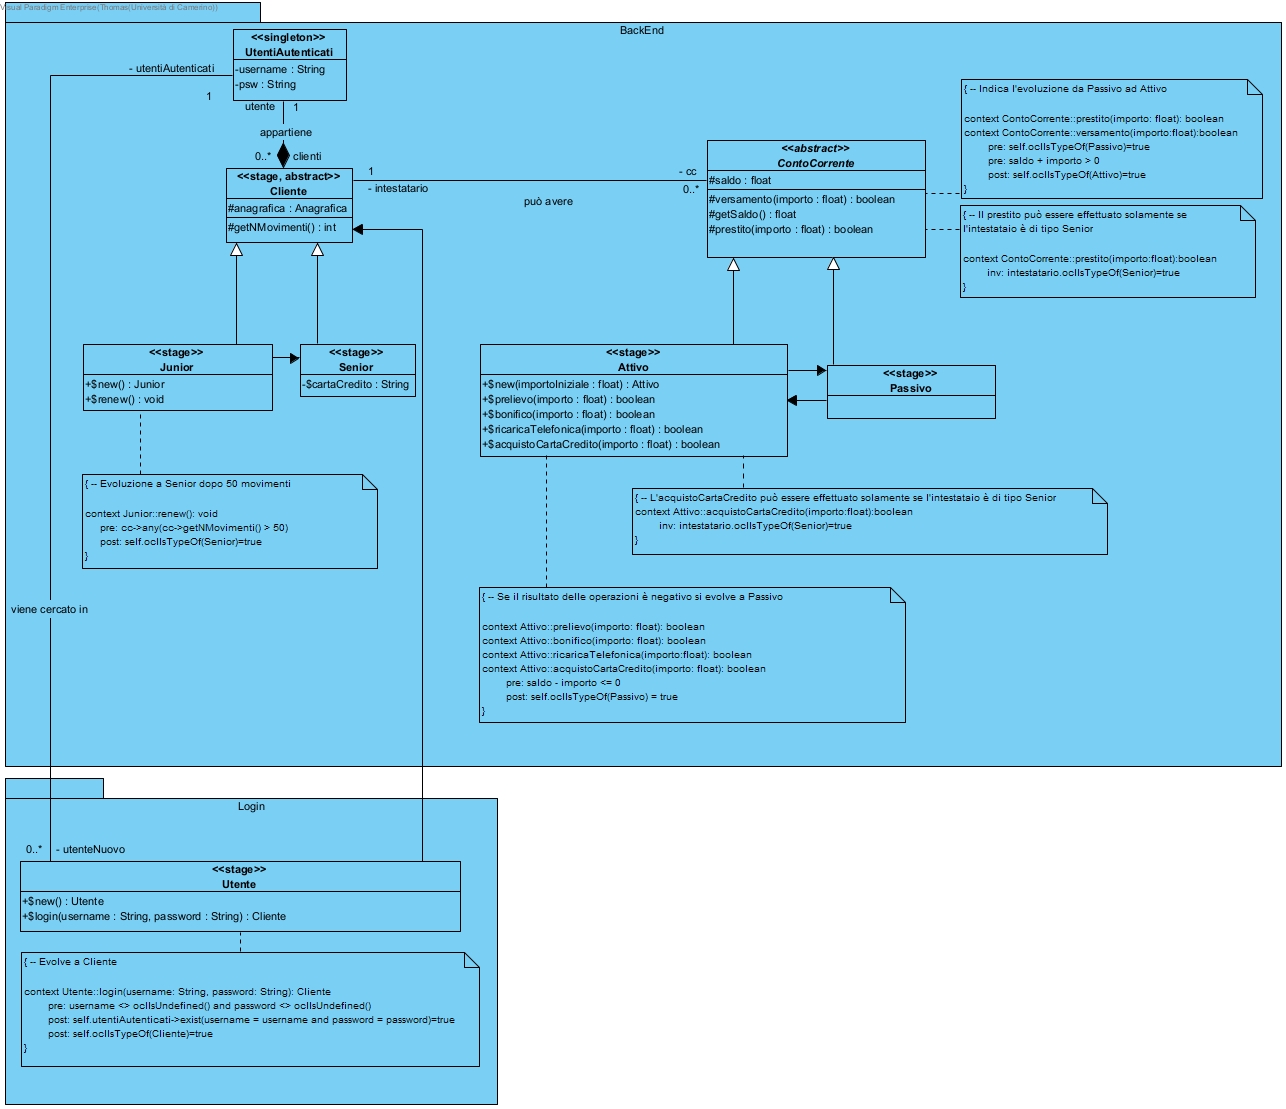 Visual Paradigm Enterprise(Thomas(Università di Camerino))
BackEnd
<<singleton>>
UtentiAutenticati
-username : String
-psw : String
- utentiAutenticati
1
utente
1
appartiene
0..*
clienti
<<stage, abstract>>
Cliente
#anagrafica : Anagrafica
#getNMovimenti() : int
1
- intestatario
può avere
- cc
0..*
<<abstract>>
ContoCorrente
#saldo : float
#versamento(importo : float) : boolean
#getSaldo() : float
#prestito(importo : float) : boolean
{ -- Indica l'evoluzione da Passivo ad Attivo
context ContoCorrente::prestito(importo: float): boolean
context ContoCorrente::versamento(importo:float):boolean
pre: self.oclIsTypeOf(Passivo)=true
pre: saldo + importo > 0
post: self.oclIsTypeOf(Attivo)=true
}
{ -- Il prestito può essere effettuato solamente se
l'intestataio è di tipo Senior
context ContoCorrente::prestito(importo:float):boolean
inv: intestatario.oclIsTypeOf(Senior)=true
}
<<stage>>
Junior
+$new() : Junior
+$renew() : void
<<stage>>
Senior
-$cartaCredito : String
<<stage>>
Attivo
+$new(importoIniziale : float) : Attivo
+$prelievo(importo : float) : boolean
+$bonifico(importo : float) : boolean
+$ricaricaTelefonica(importo : float) : boolean
+$acquistoCartaCredito(importo : float) : boolean
<<stage>>
Passivo
{ -- Evoluzione a Senior dopo 50 movimenti
context Junior::renew(): void
pre: cc->any(cc->getNMovimenti() > 50)
post: self.oclIsTypeOf(Senior)=true
}
{ -- L'acquistoCartaCredito può essere effettuato solamente se l'intestataio è di tipo Senior
context Attivo::acquistoCartaCredito(importo:float):boolean
inv: intestatario.oclIsTypeOf(Senior)=true
}
{ -- Se il risultato delle operazioni è negativo si evolve a Passivo
context Attivo::prelievo(importo: float): boolean
context Attivo::bonifico(importo: float): boolean
context Attivo::ricaricaTelefonica(importo:float): boolean
context Attivo::acquistoCartaCredito(importo: float): boolean
pre: saldo - importo <= 0
post: self.oclIsTypeOf(Passivo) = true
}
viene cercato in
Login
0..*
- utenteNuovo
<<stage>>
Utente
+$new() : Utente
+$login(username : String, password : String) : Cliente
{ -- Evolve a Cliente
context Utente::login(username: String, password: String): Cliente
pre: username <> oclIsUndefined() and password <> oclIsUndefined()
post: self.utentiAutenticati->exist(username = username and password = password)=true
post: self.oclIsTypeOf(Cliente)=true
}